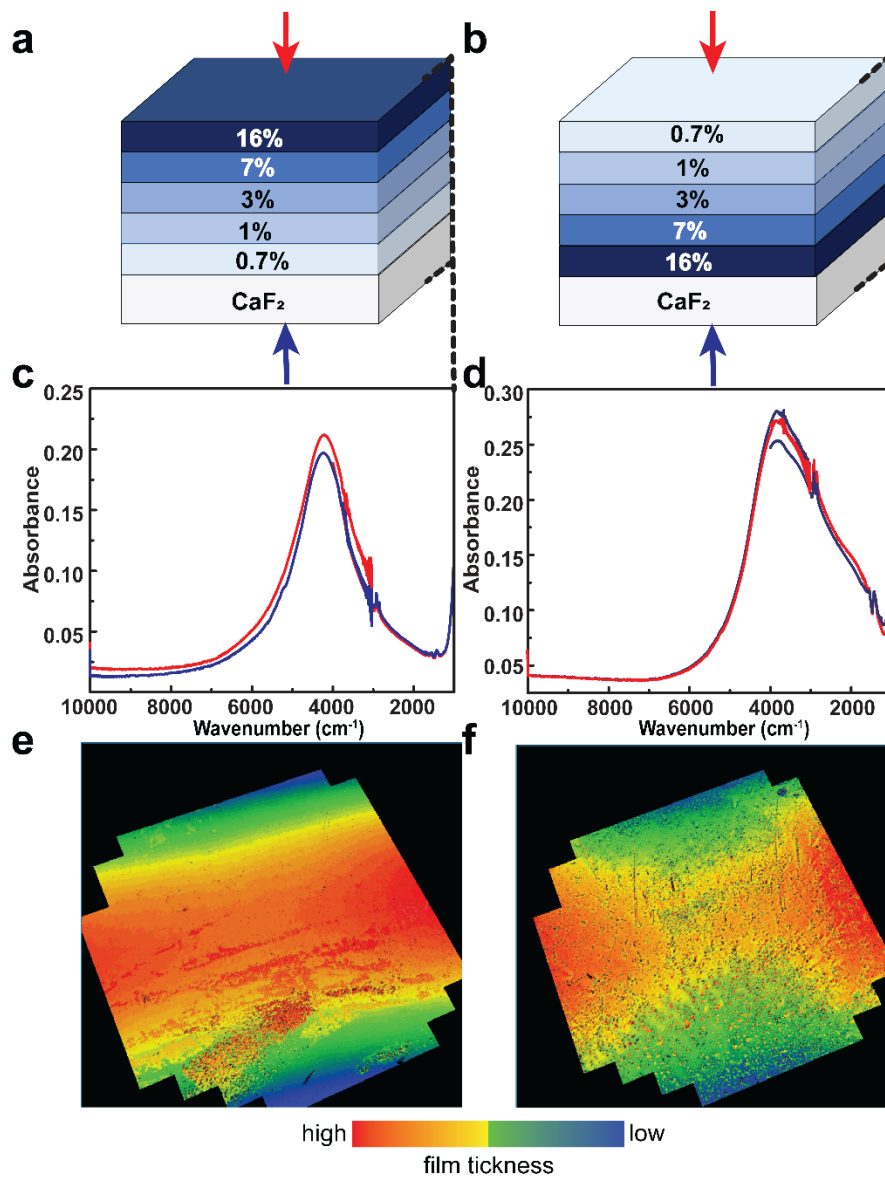 a
b
16%
7%
3%
1%
0.7%
CaF₂
0.7%
1%
3%
7%
16%
CaF₂
c
d
0.25
0.20
0.15
0.10
0.05
Absorbance
10000 8000 6000 4000 2000
Wavenumber (cm⁻¹)
0.30
0.25
0.20
0.15
0.10
0.05
Absorbance
10000 8000 6000 4000 2000
Wavenumber (cm⁻¹)
e
f
high low
film tickness